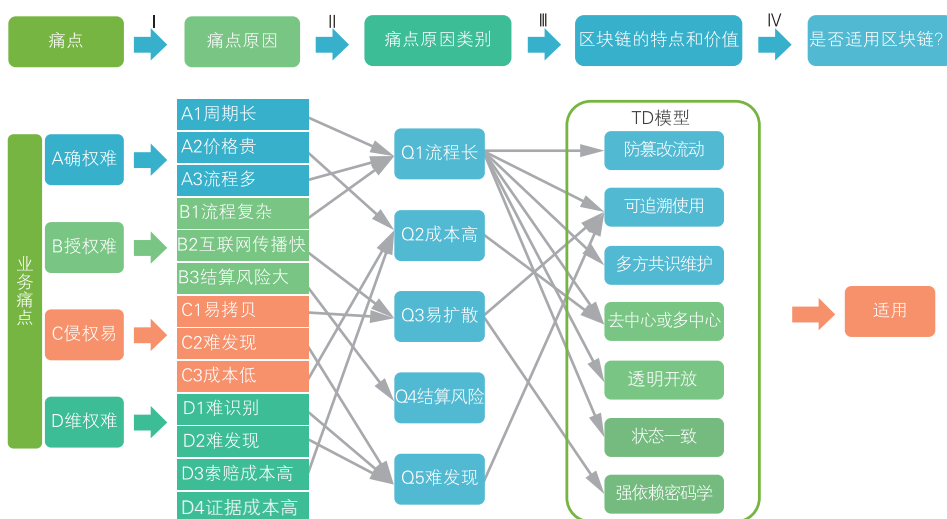 I
II
III
IV
痛点
痛点原因
痛点原因类别
区块链的特点和价值
是否适用区块链?
业务痛点
A确权难
B授权难
C侵权易
D维权难
A1周期长
A2价格贵
A3流程多
B1流程复杂
B2互联网传播快
B3结算风险大
C1易拷贝
C2难发现
C3成本低
D1难识别
D2难发现
D3索赔成本高
D4证据成本高
Q1流程长
Q2成本高
Q3易扩散
Q4结算风险
Q5难发现
TD模型
防篡改流动
可追溯使用
多方共识维护
去中心或多中心
透明开放
状态一致
强依赖密码学
适用